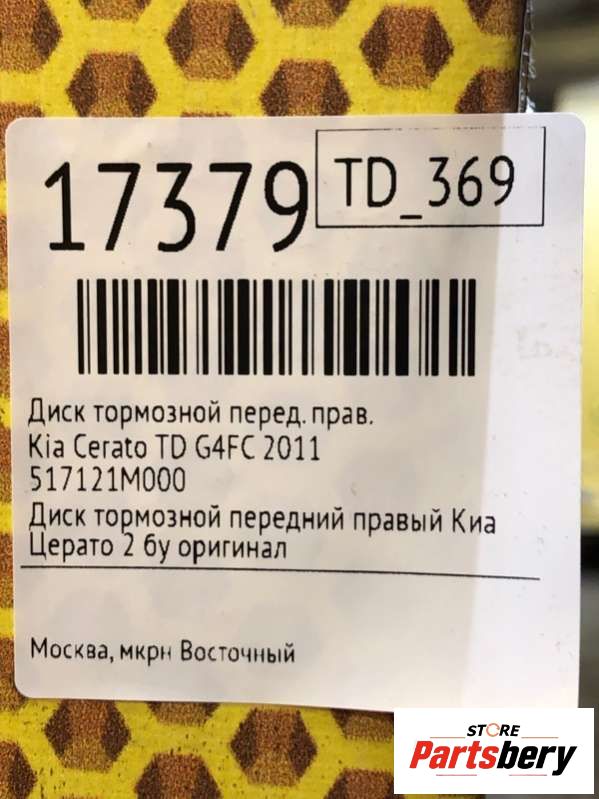 17379
TD_369
Диск тормозной перед. прав.
Kia Cerato TD G4FC 2011
517121M000
Диск тормозной передний правый Киа
Церато 2 бу оригинал
Москва, мкрн Восточный
STORE
Partsbery